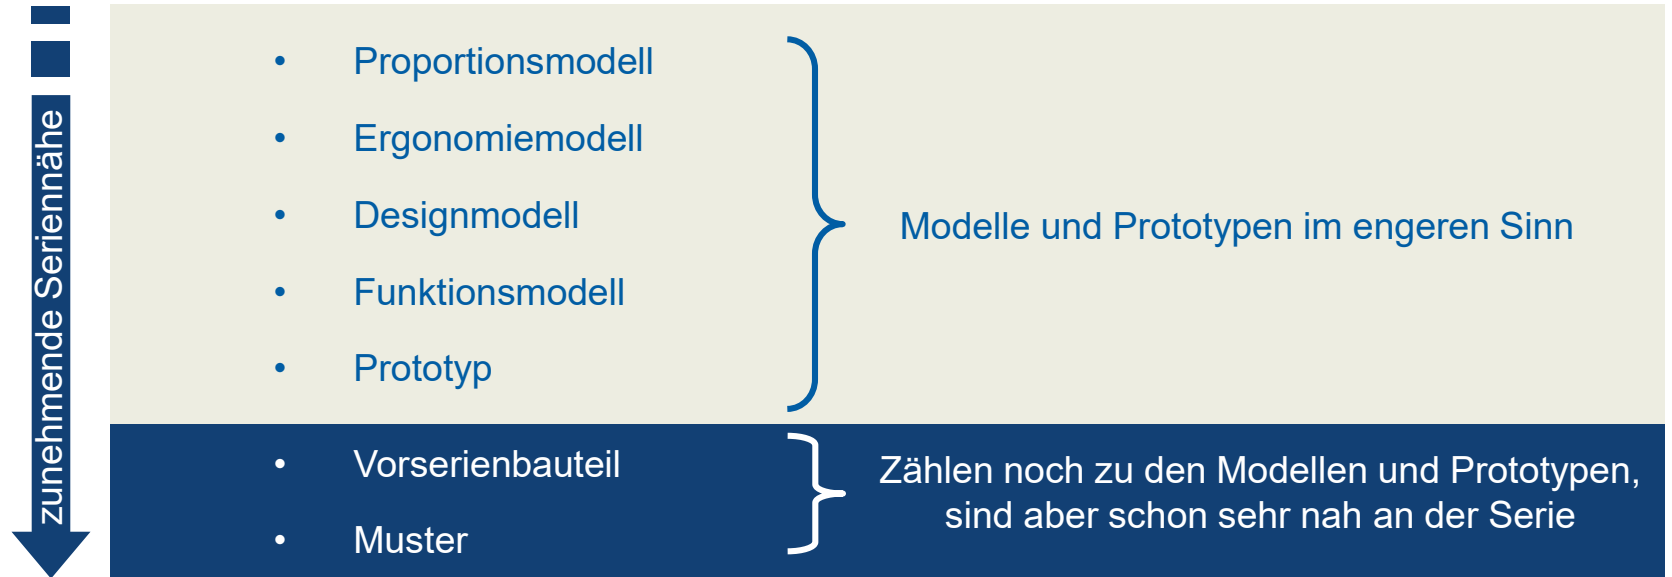 zunehmende Seriennähe
• Proportionsmodell
• Ergonomiemodell
• Designmodell
• Funktionsmodell
• Prototyp
Modelle und Prototypen im engeren Sinn
• Vorserienbauteil
• Muster
Zählen noch zu den Modellen und Prototypen,
sind aber schon sehr nah an der Serie